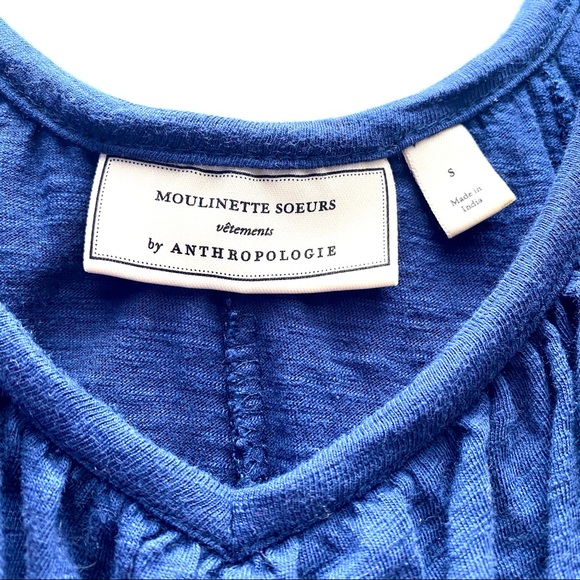 MOULINETTE SOEURS
vêtements
by ANTHROPOLOGIE
S
Made in
India